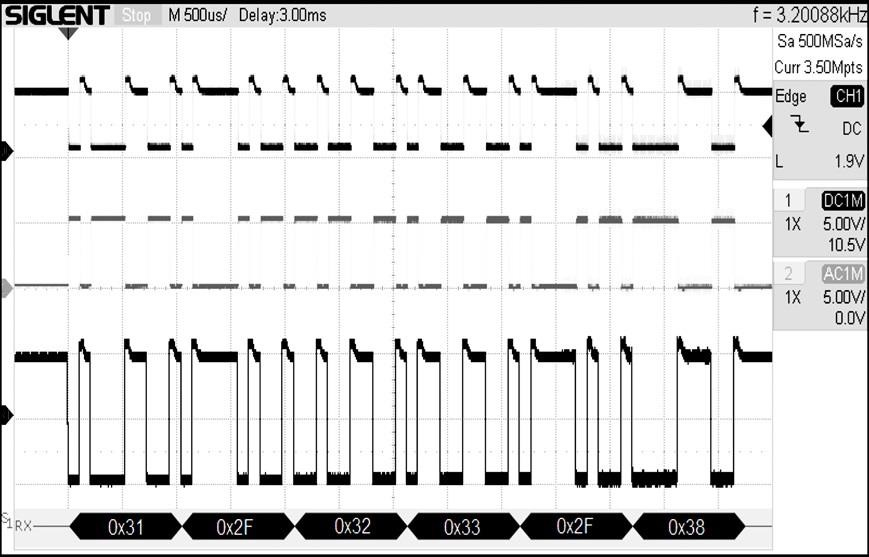 SIGLENT Stop M 500us/ Delay:3.00ms f = 3.20088kHz
Sa 500MSa/s
Curr 3.50Mpts
Edge CH1
DC
L 1.9V
1 DC1M
1X 5.00V/
10.5V
2 AC1M
1X 5.00V/
0.0V
S1RX 0x31 0x2F 0x32 0x33 0x2F 0x38